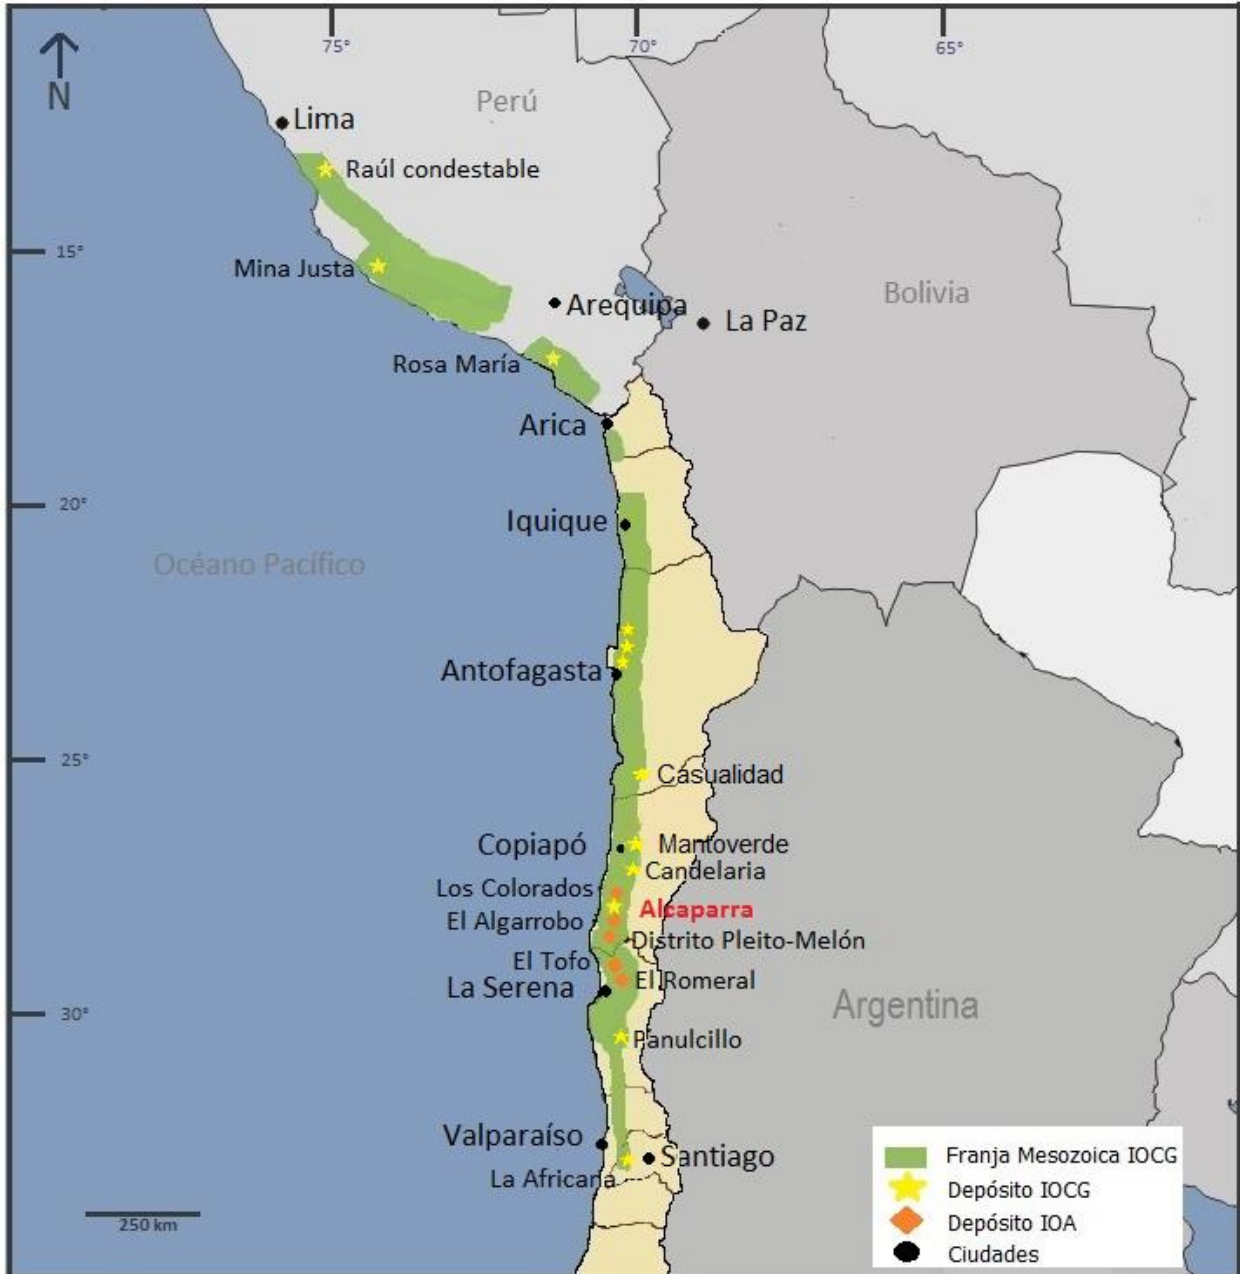 75°
70°
65°
N
Perú
Lima
Raúl condestable
15°
Mina Justa
Bolivia
Arequipa
La Paz
Rosa María
Arica
20°
Iquique
Océano Pacífico
Antofagasta
25°
Casualidad
Copiapó
Mantoverde
Candelaria
Los Colorados
Alcaparra
El Algarrobo
Distrito Pleito-Melón
El Tofo
El Romeral
La Serena
Argentina
30°
Panulcillo
Valparaíso
Santiago
La Africana
250 km
Franja Mesozoica IOCG
Depósito IOCG
Depósito IOA
Ciudades